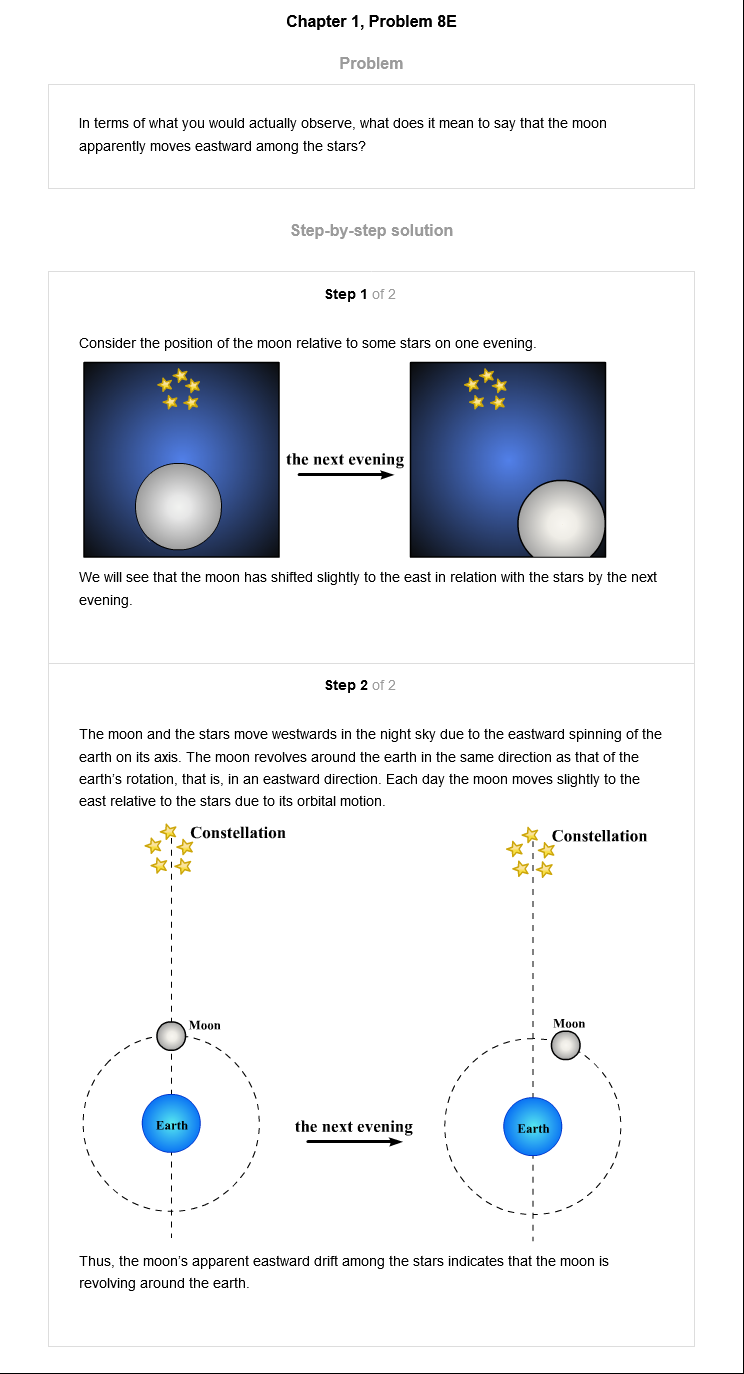 Chapter 1, Problem 8E
Problem
In terms of what you would actually observe, what does it mean to say that the moon
apparently moves eastward among the stars?
Step-by-step solution
Step 1 of 2
Consider the position of the moon relative to some stars on one evening.
the next evening
We will see that the moon has shifted slightly to the east in relation with the stars by the next
evening.
Step 2 of 2
The moon and the stars move westwards in the night sky due to the eastward spinning of the
earth on its axis. The moon revolves around the earth in the same direction as that of the
earth's rotation, that is, in an eastward direction. Each day the moon moves slightly to the
east relative to the stars due to its orbital motion.
Constellation
Constellation
Moon
Moon
Earth
the next evening
Earth
Thus, the moon's apparent eastward drift among the stars indicates that the moon is
revolving around the earth.